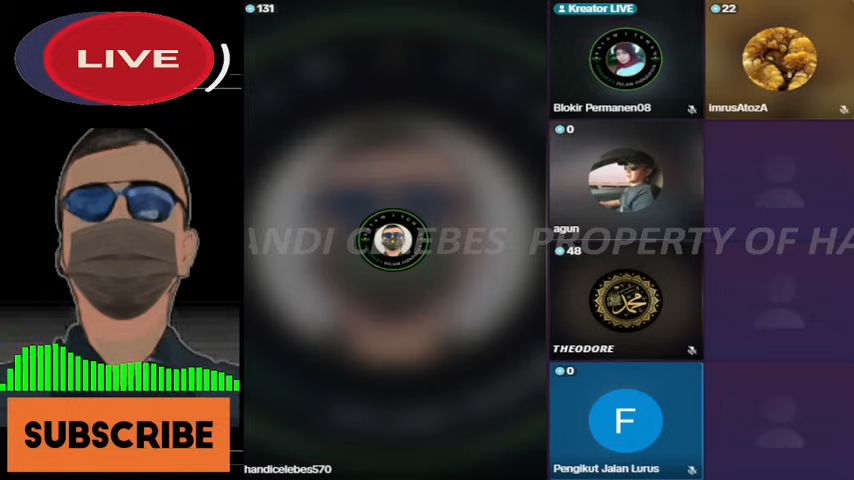 LIVE
131
Kreator LIVE
22
Blokir Permanen08
imrusAtozA
0
agun
ANDI CELEBES PROPERTY OF HA
48
محمد
THEODORE
0
F
Pengikut Jalan Lurus
handicelebes570
SUBSCRIBE